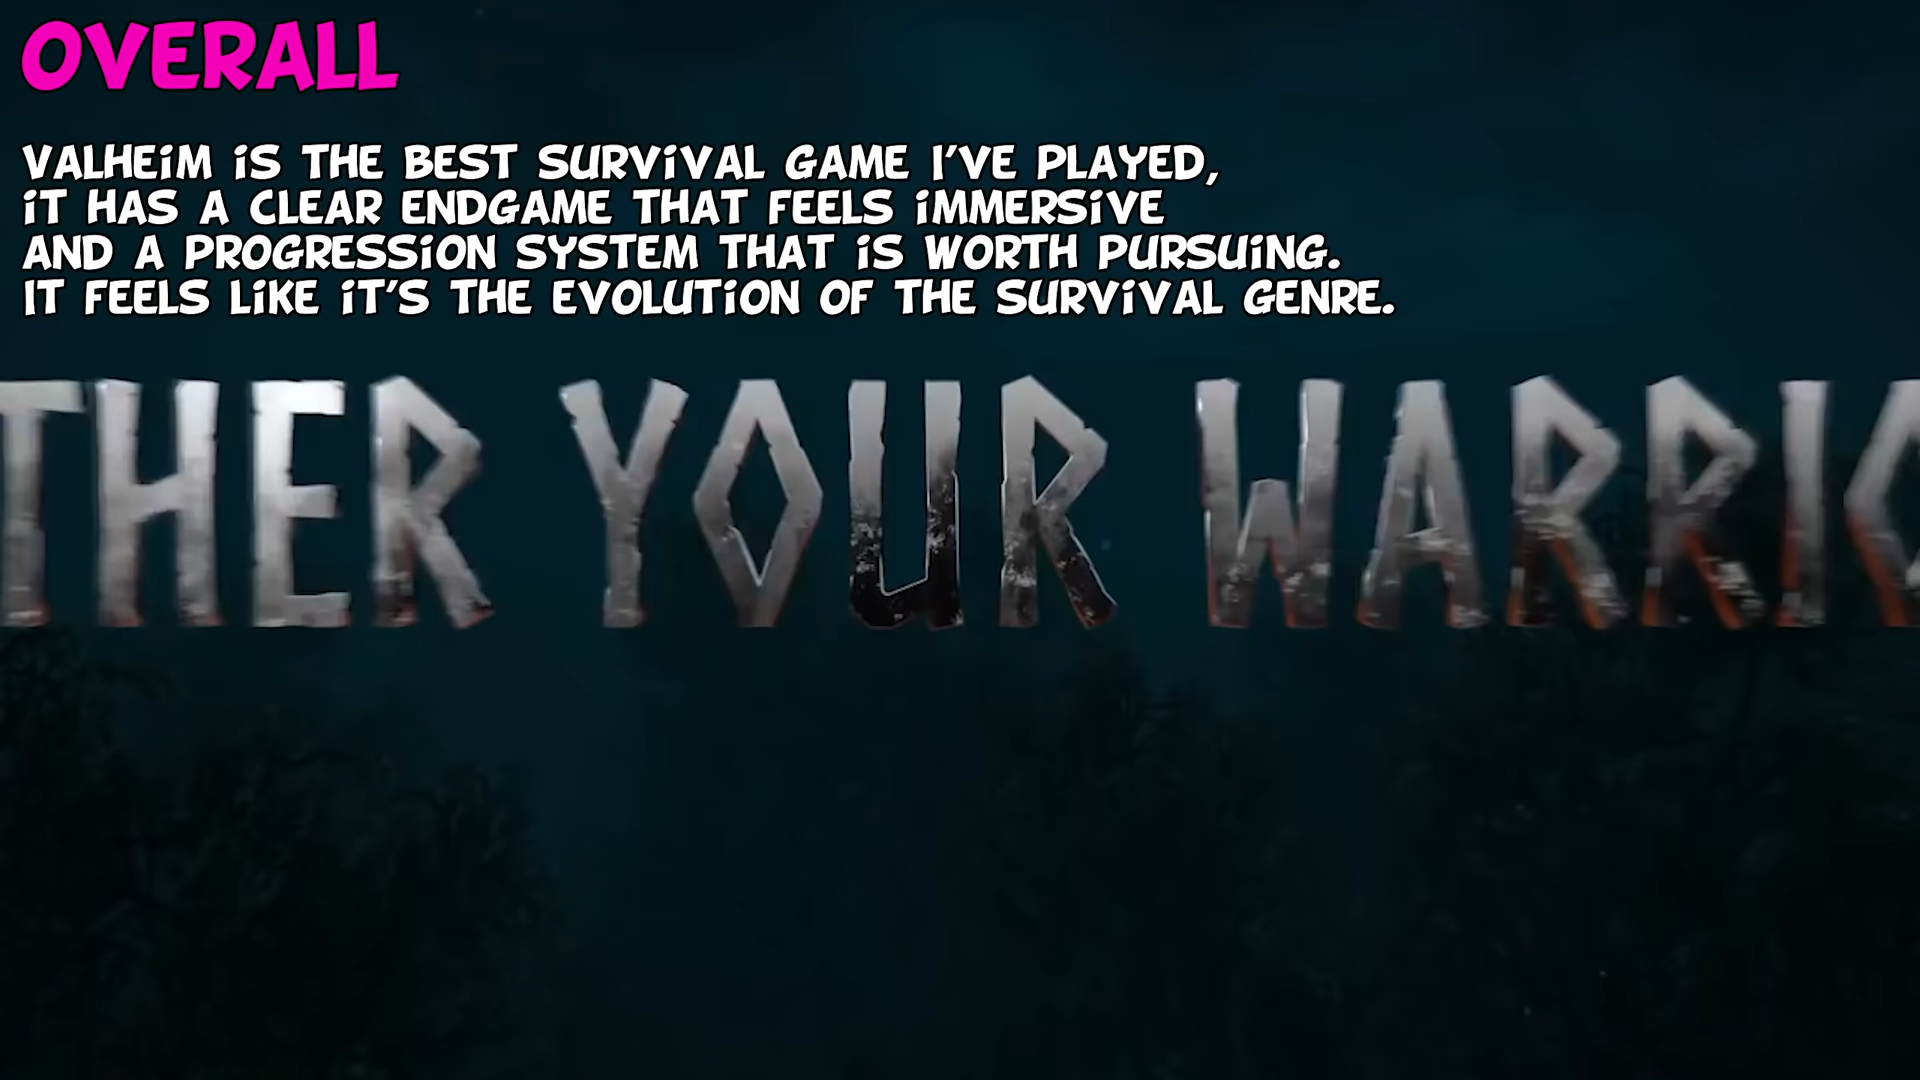 OVERALL
VALHEiM iS THE BEST SURViVAL GAME I'VE PLAYED,
iT HAS A CLEAR ENDGAME THAT FEELS iMMERSiVE
AND A PROGRESSiON SYSTEM THAT iS WORTH PURSUiNG.
IT FEELS LiKE iT'S THE EVOLUTiON OF THE SURViVAL GENRE.
THER YOUR WARRIO